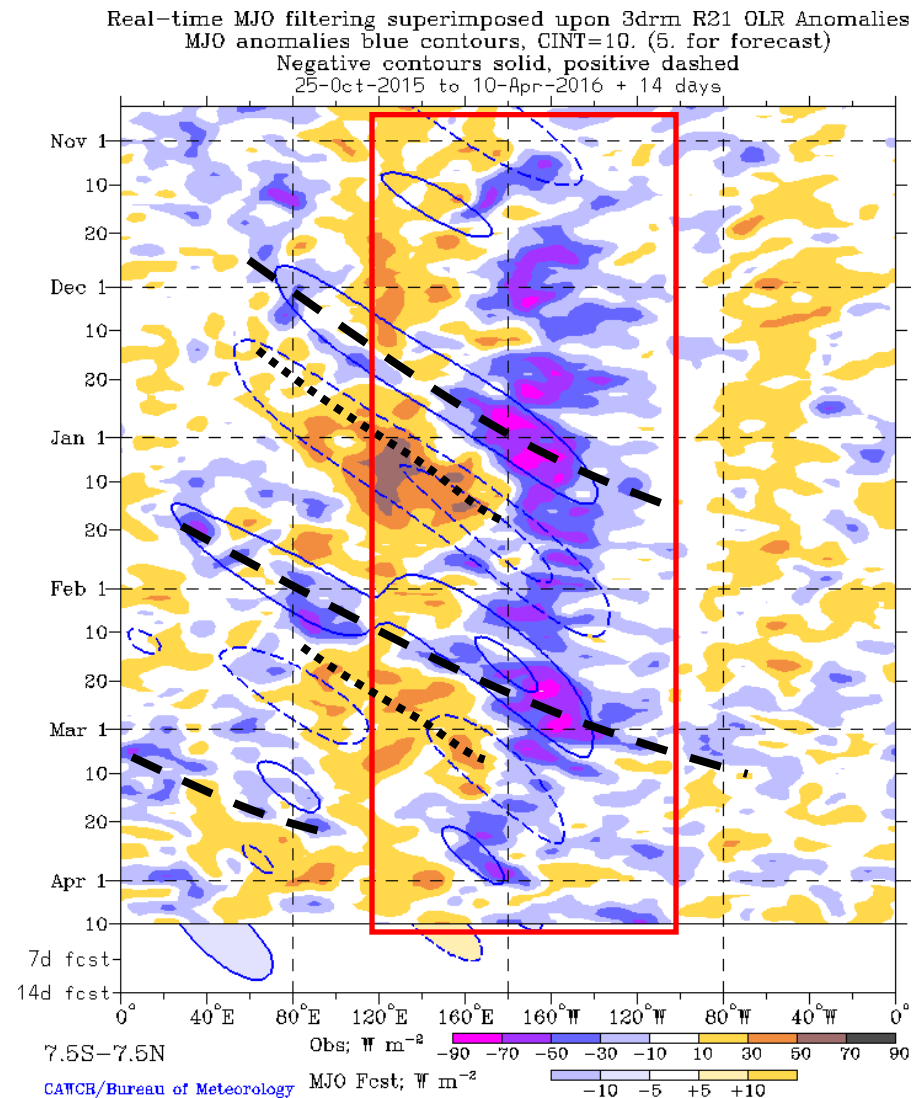 Real-time MJO filtering superimposed upon 3drm R21 OLR Anomalies
MJO anomalies blue contours, CINT=10. (5. for forecast)
Negative contours solid, positive dashed
25-Oct-2015 to 10-Apr-2016 + 14 days
Nov 1
10
20
Dec 1
10
20
Jan 1
10
20
Feb 1
10
20
Mar 1
10
20
Apr 1
10
7d fcst
14d fcst
0° 40°E 80°E 120°E 160°E 160°W 120°W 80°W 40°W 0°
7.5S-7.5N
Obs; W m-2
-90 -70 -50 -30 -10 10 30 50 70 90
CAWCR/Bureau of Meteorology
MJO Fcst; W m-2
-10 -5 +5 +10